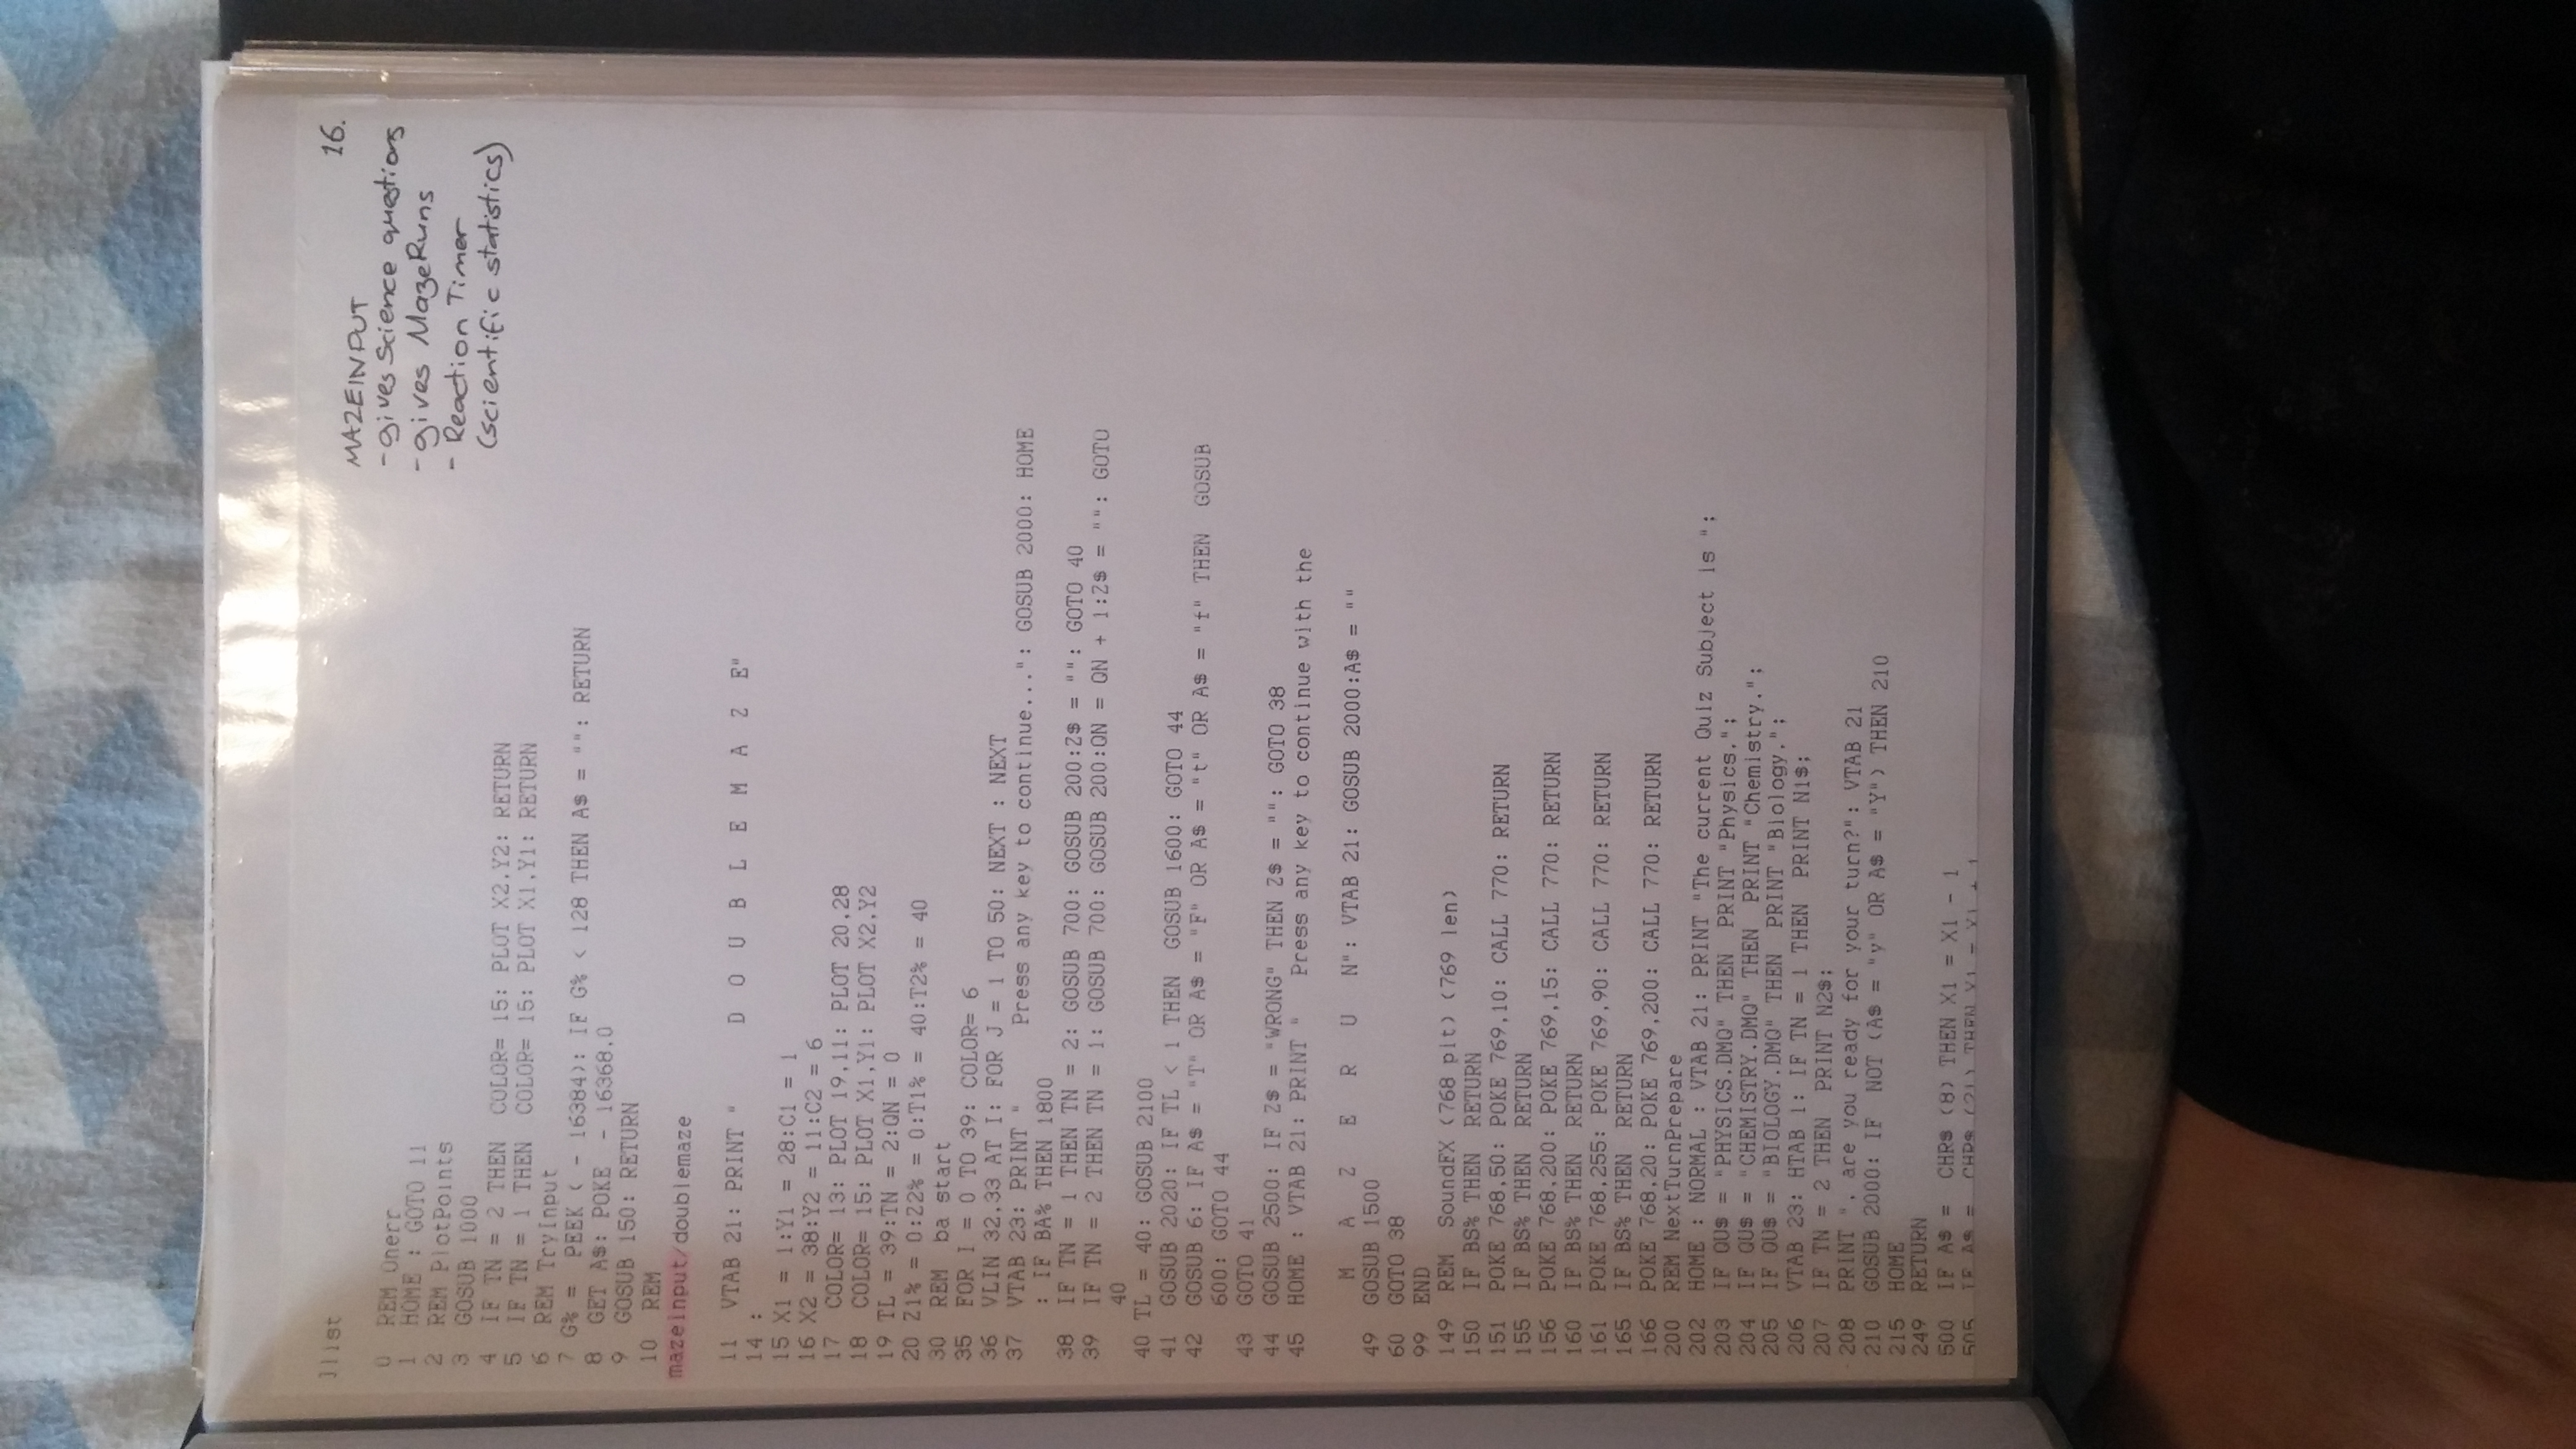 16.
MAZEINPUT
- gives Science questions
- gives MazeRuns
- Reaction Timer
(scientific statistics)
llist
0 REM Onerr
1 HOME : GOTO 11
2 REM PlotPoints
3 GOSUB 1000
4 IF TN = 2 THEN COLOR= 15: PLOT X2,Y2: RETURN
5 IF TN = 1 THEN COLOR= 15: PLOT X1,Y1: RETURN
6 REM TryInput
7 G% = PEEK ( - 16384): IF G% < 128 THEN A$ = "": RETURN
8 GET A$: POKE - 16368,0
9 GOSUB 150: RETURN
10 REM
mazeinput/doublemaze
11 VTAB 21: PRINT " D O U B L E M A Z E"
14 :
15 X1 = 1:Y1 = 28:C1 = 1
16 X2 = 38:Y2 = 11:C2 = 6
17 COLOR= 13: PLOT 19,11: PLOT 20,28
18 COLOR= 15: PLOT X1,Y1: PLOT X2,Y2
19 TL = 39:TN = 2:QN = 0
20 Z1% = 0:Z2% = 0:T1% = 40:T2% = 40
30 REM ba start
35 FOR I = 0 TO 39: COLOR= 6
36 VLIN 32,33 AT I: FOR J = 1 TO 50: NEXT : NEXT
37 VTAB 23: PRINT " Press any key to continue...": GOSUB 2000: HOME
: IF BA% THEN 1800
38 IF TN = 1 THEN TN = 2: GOSUB 700: GOSUB 200:Z$ = "": GOTO 40
39 IF TN = 2 THEN TN = 1: GOSUB 700: GOSUB 200:QN = QN + 1:Z$ = "": GOTO
40
40 TL = 40: GOSUB 2100
41 GOSUB 2020: IF TL < 1 THEN GOSUB 1600: GOTO 44
42 GOSUB 6: IF A$ = "T" OR A$ = "F" OR A$ = "t" OR A$ = "f" THEN GOSUB
600: GOTO 44
43 GOTO 41
44 GOSUB 2500: IF Z$ = "WRONG" THEN Z$ = "": GOTO 38
45 HOME : VTAB 21: PRINT " Press any key to continue with the
M A Z E R U N": VTAB 21: GOSUB 2000:A$ = ""
49 GOSUB 1500
60 GOTO 38
99 END
149 REM SoundFX (768 pit) (769 len)
150 IF BS% THEN RETURN
151 POKE 768,50: POKE 769,10: CALL 770: RETURN
155 IF BS% THEN RETURN
156 POKE 768,200: POKE 769,15: CALL 770: RETURN
160 IF BS% THEN RETURN
161 POKE 768,255: POKE 769,90: CALL 770: RETURN
165 IF BS% THEN RETURN
166 POKE 768,20: POKE 769,200: CALL 770: RETURN
200 REM NextTurnPrepare
202 HOME : NORMAL : VTAB 21: PRINT "The current Quiz Subject is ";
203 IF QU$ = "PHYSICS.DMQ" THEN PRINT "Physics.";
204 IF QU$ = "CHEMISTRY.DMQ" THEN PRINT "Chemistry.";
205 IF QU$ = "BIOLOGY.DMQ" THEN PRINT "Biology.";
206 VTAB 23: HTAB 1: IF TN = 1 THEN PRINT N1$;
207 IF TN = 2 THEN PRINT N2$;
208 PRINT ", are you ready for your turn?": VTAB 21
210 GOSUB 2000: IF NOT (A$ = "y" OR A$ = "Y") THEN 210
215 HOME
249 RETURN
500 IF A$ = CHR$ (8) THEN X1 = X1 - 1
505 IF A$ = CHR$ (21) THEN X1 = X1 + 1